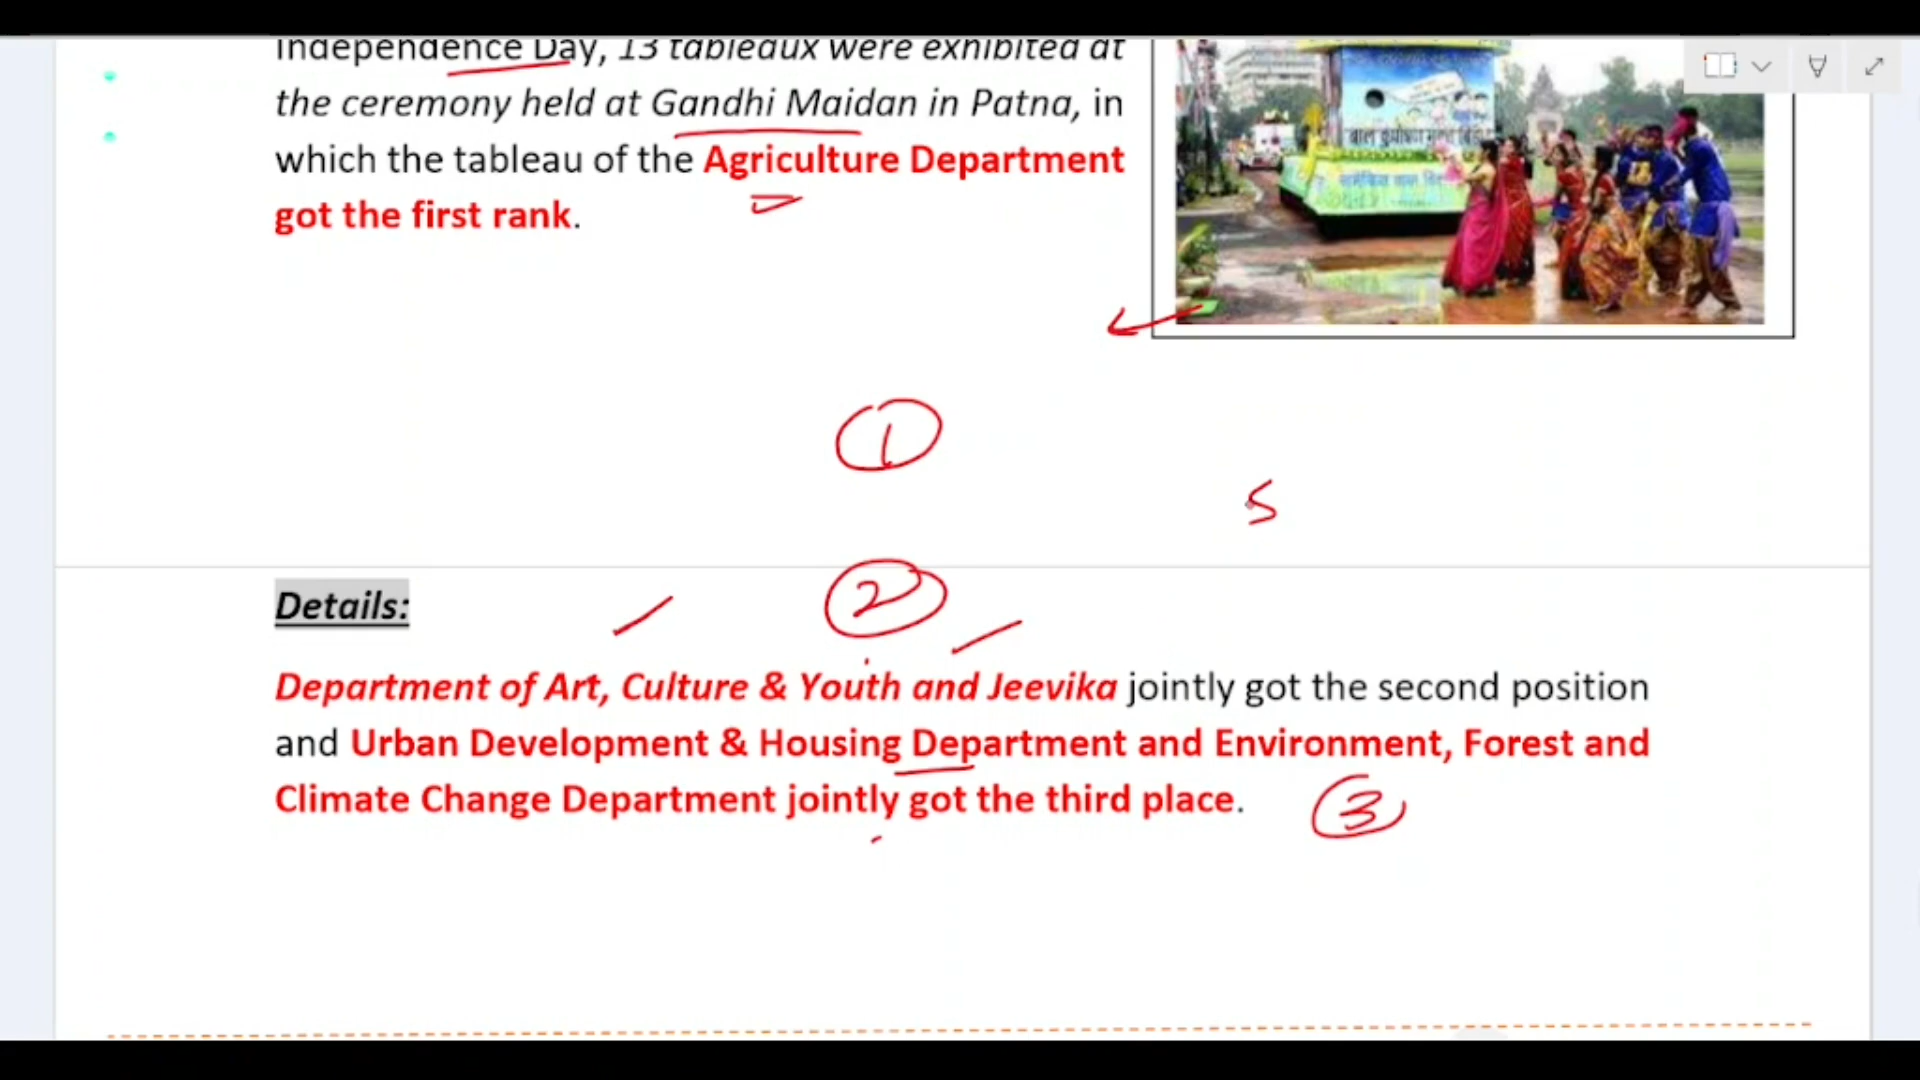 Independence Day, 13 tableaux were exhibited at
the ceremony held at Gandhi Maidan in Patna, in
which the tableau of the Agriculture Department
got the first rank.
बाल कुपोषण मुक्त बिहार
1
5
2
Details:
Department of Art, Culture & Youth and Jeevika jointly got the second position
and Urban Development & Housing Department and Environment, Forest and
Climate Change Department jointly got the third place.
3